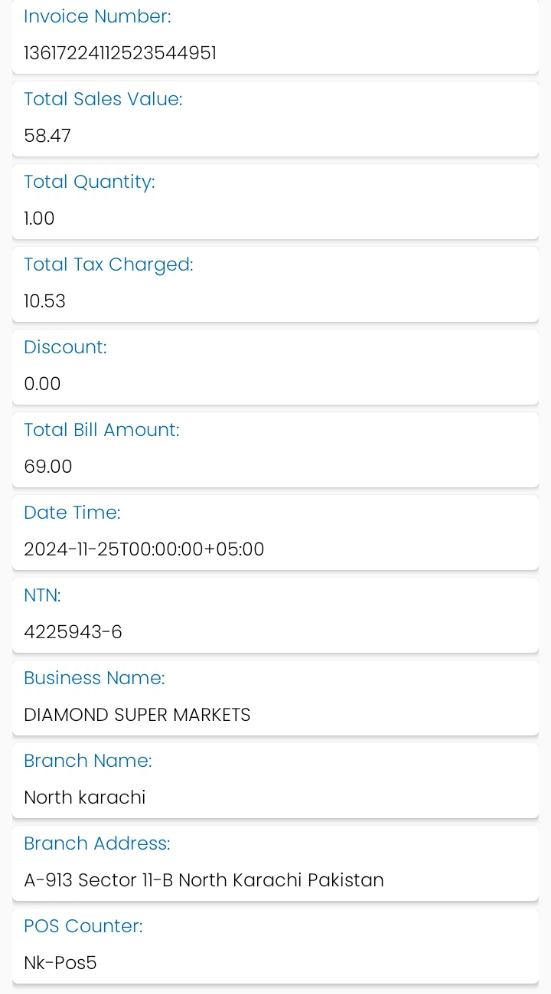 Invoice Number:
13617224112523544951
Total Sales Value:
58.47
Total Quantity:
1.00
Total Tax Charged:
10.53
Discount:
0.00
Total Bill Amount:
69.00
Date Time:
2024-11-25T00:00:00+05:00
NTN:
4225943-6
Business Name:
DIAMOND SUPER MARKETS
Branch Name:
North karachi
Branch Address:
A-913 Sector 11-B North Karachi Pakistan
POS Counter:
Nk-Pos5